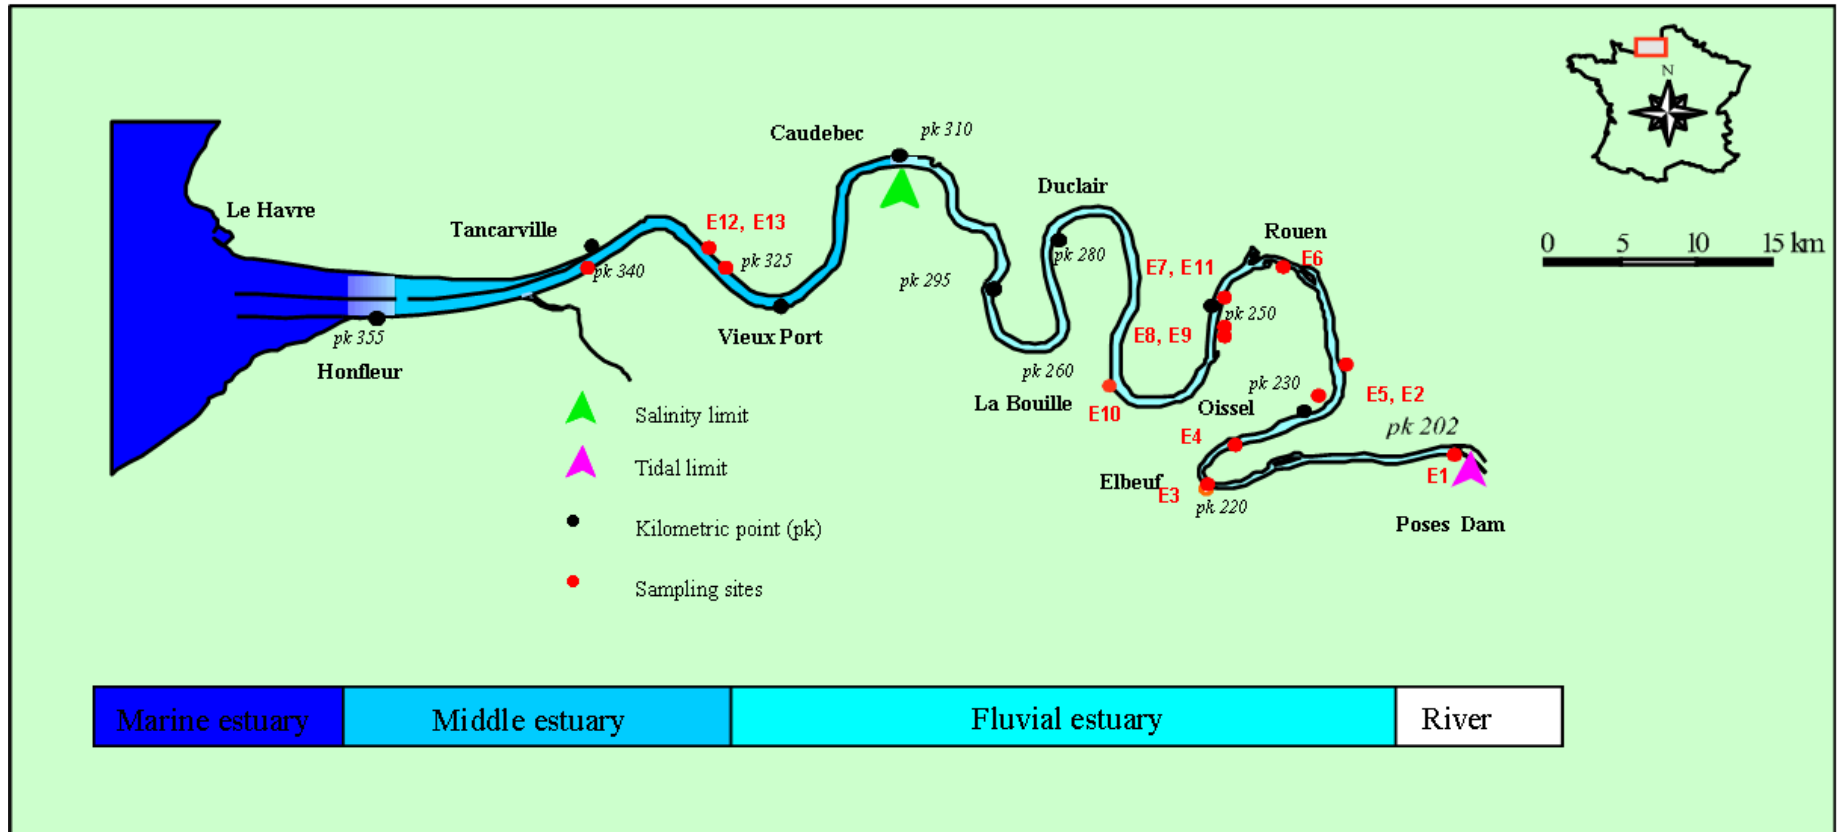 N
Caudebec
pk 310
Duclair
Le Havre
Tancarville
E12, E13
Rouen
0 5 10 15 km
pk 340
pk 325
pk 295
pk 280
E7, E11
E6
pk 355
Honfleur
Vieux Port
E8, E9
pk 250
pk 260
La Bouille
E10
pk 230
Oissel
E5, E2
Salinity limit
E4
pk 202
Tidal limit
Elbeuf
E3
pk 220
E1
Poses Dam
Kilometric point (pk)
Sampling sites
Marine estuary
Middle estuary
Fluvial estuary
River